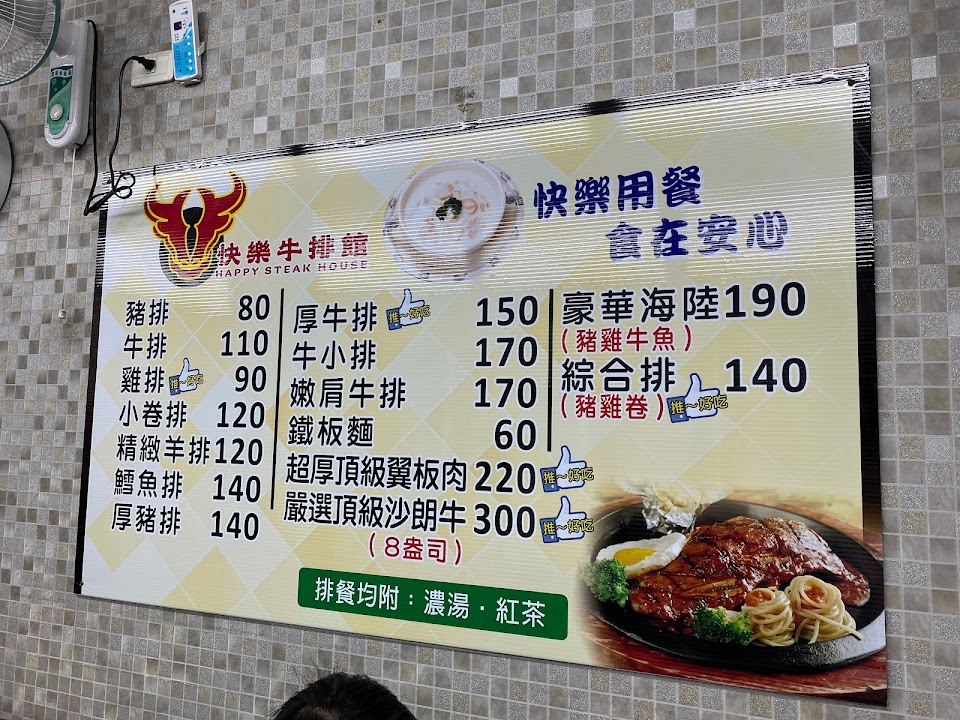 快樂牛排館
HAPPY STEAK HOUSE
快樂用餐
食在安心
豬排 80
牛排 110
雞排 推~好吃 90
小卷排 120
精緻羊排 120
鱈魚排 140
厚豬排 140
厚牛排 推~好吃 150
牛小排 170
嫩肩牛排 170
鐵板麵 60
超厚頂級翼板肉 220 推~好吃
嚴選頂級沙朗牛 300 推~好吃
(8盎司)
豪華海陸 190
(豬雞牛魚)
綜合排 140
(豬雞卷) 推~好吃
排餐均附：濃湯．紅茶